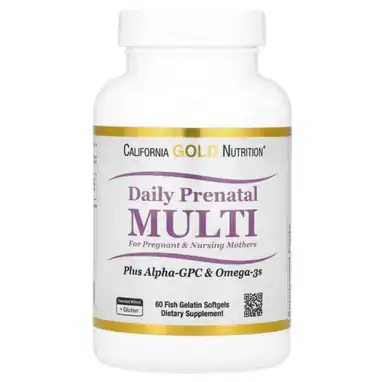 CALIFORNIA GOLD NUTRITION®
Daily Prenatal
MULTI
For Pregnant & Nursing Mothers
Plus Alpha-GPC & Omega-3s
60 Fish Gelatin Softgels
Dietary Supplement
• Gluten